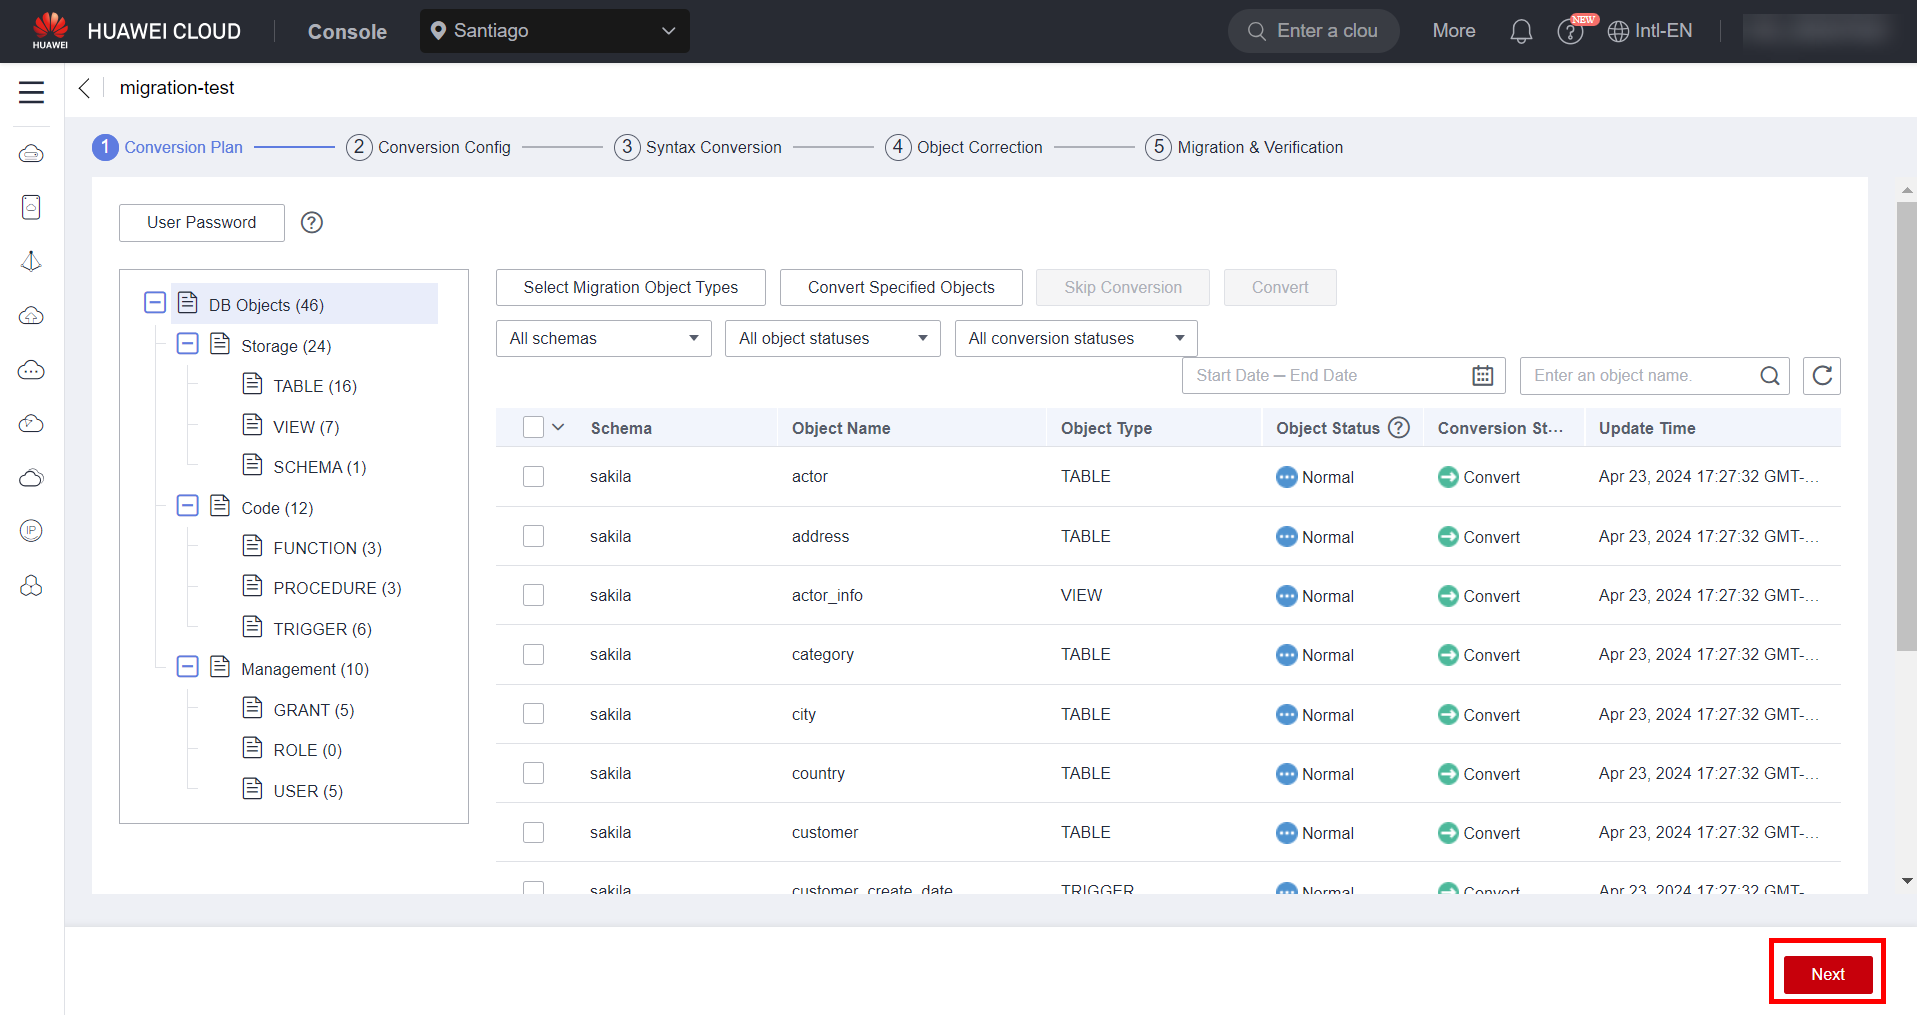 HUAWEI
HUAWEI CLOUD
Console
Santiago
Enter a clou
More
NEW
Intl-EN
migration-test
1 Conversion Plan
2 Conversion Config
3 Syntax Conversion
4 Object Correction
5 Migration & Verification
User Password
DB Objects (46)
Storage (24)
TABLE (16)
VIEW (7)
SCHEMA (1)
Code (12)
FUNCTION (3)
PROCEDURE (3)
TRIGGER (6)
Management (10)
GRANT (5)
ROLE (0)
USER (5)
IP
Select Migration Object Types
Convert Specified Objects
Skip Conversion
Convert
All schemas
All object statuses
All conversion statuses
Start Date — End Date
Enter an object name.
Schema Object Name Object Type Object Status Conversion St... Update Time
sakila actor TABLE Normal Convert Apr 23, 2024 17:27:32 GMT-...
sakila address TABLE Normal Convert Apr 23, 2024 17:27:32 GMT-...
sakila actor_info VIEW Normal Convert Apr 23, 2024 17:27:32 GMT-...
sakila category TABLE Normal Convert Apr 23, 2024 17:27:32 GMT-...
sakila city TABLE Normal Convert Apr 23, 2024 17:27:32 GMT-...
sakila country TABLE Normal Convert Apr 23, 2024 17:27:32 GMT-...
sakila customer TABLE Normal Convert Apr 23, 2024 17:27:32 GMT-...
sakila customer_create_date TRIGGER Normal Convert Apr 23, 2024 17:27:32 GMT-...
Next